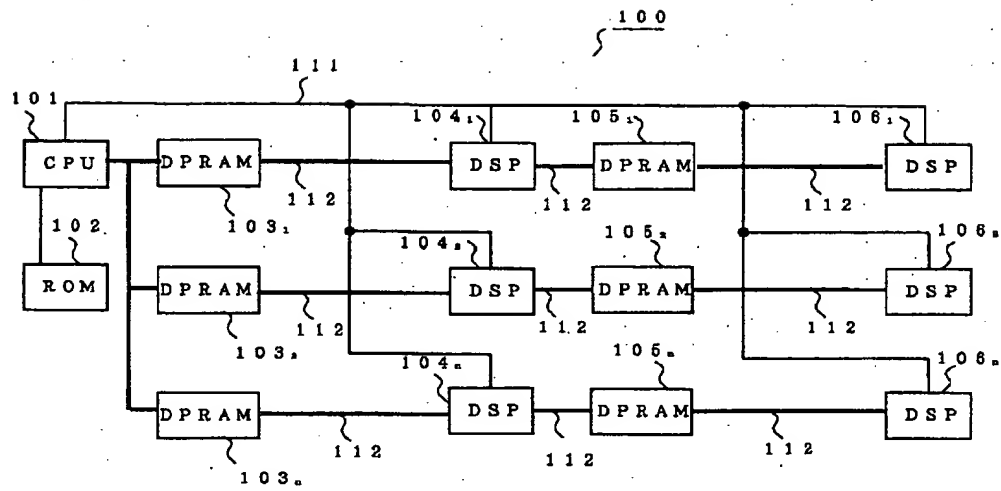 100
111
101
104₁
105₁
106₁
CPU
DPRAM
DSP
DPRAM
DSP
112
112
112
103₁
102
104₂
105₂
106₂
ROM
DPRAM
DSP
DPRAM
DSP
112
112
112
103₂
104ₙ
105ₙ
106ₙ
DPRAM
DSP
DPRAM
DSP
112
112
112
103ₙ